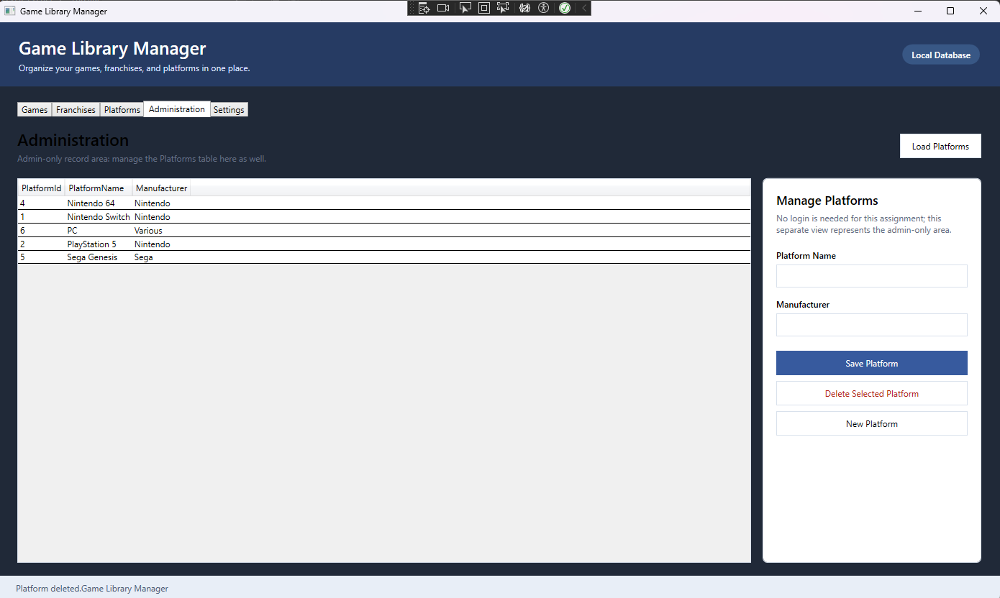 Game Library Manager
Game Library Manager
Organize your games, franchises, and platforms in one place.
Local Database
Games Franchises Platforms Administration Settings
Administration
Admin-only record area: manage the Platforms table here as well.
Load Platforms
PlatformId PlatformName Manufacturer
4 Nintendo 64 Nintendo
1 Nintendo Switch Nintendo
6 PC Various
2 PlayStation 5 Nintendo
5 Sega Genesis Sega
Manage Platforms
No login is needed for this assignment; this
separate view represents the admin-only area.
Platform Name
Manufacturer
Save Platform
Delete Selected Platform
New Platform
Platform deleted.Game Library Manager